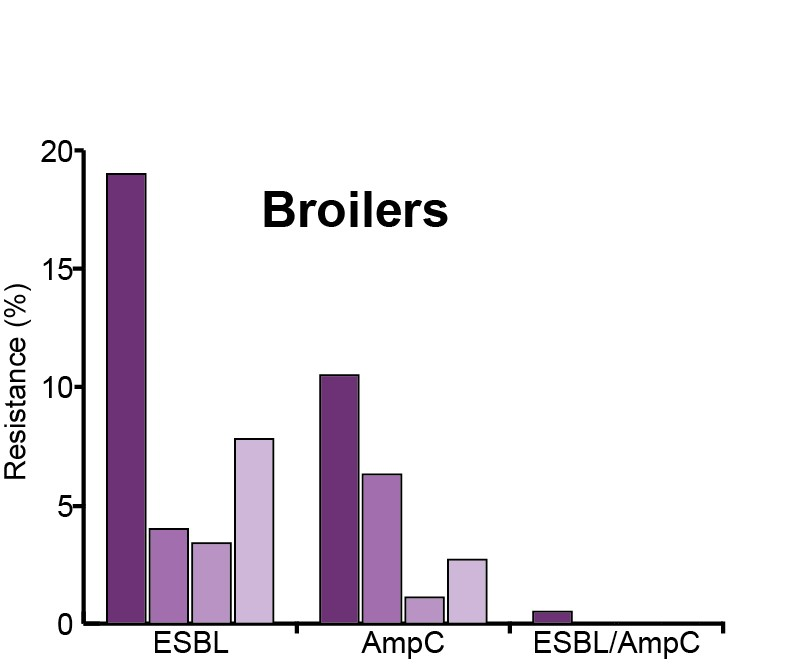 Broilers
Resistance (%)
20
15
10
5
0
ESBL
AmpC
ESBL/AmpC